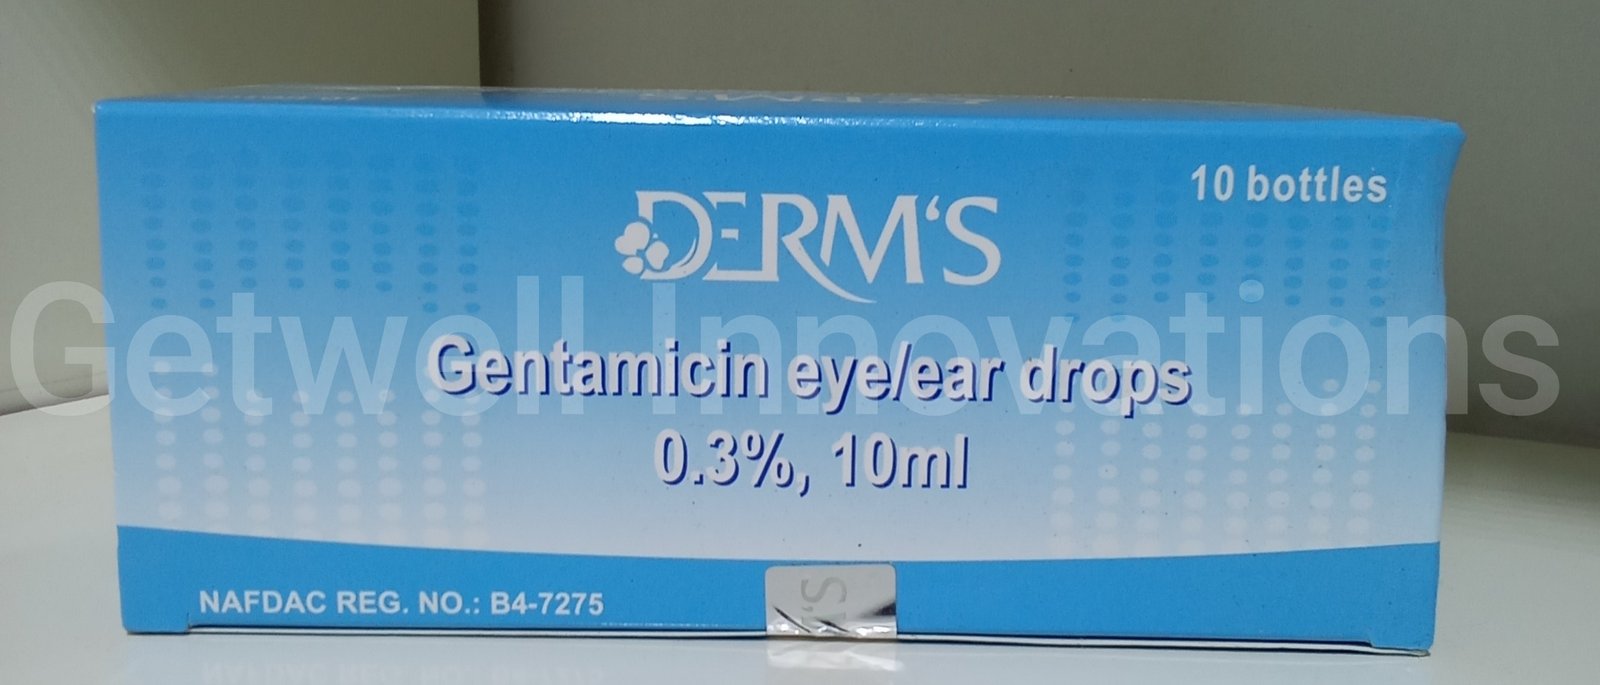 10 bottles
DERM'S
Getwell Innovations
Gentamicin eye/ear drops
0.3%, 10ml
NAFDAC REG. NO.: B4-7275